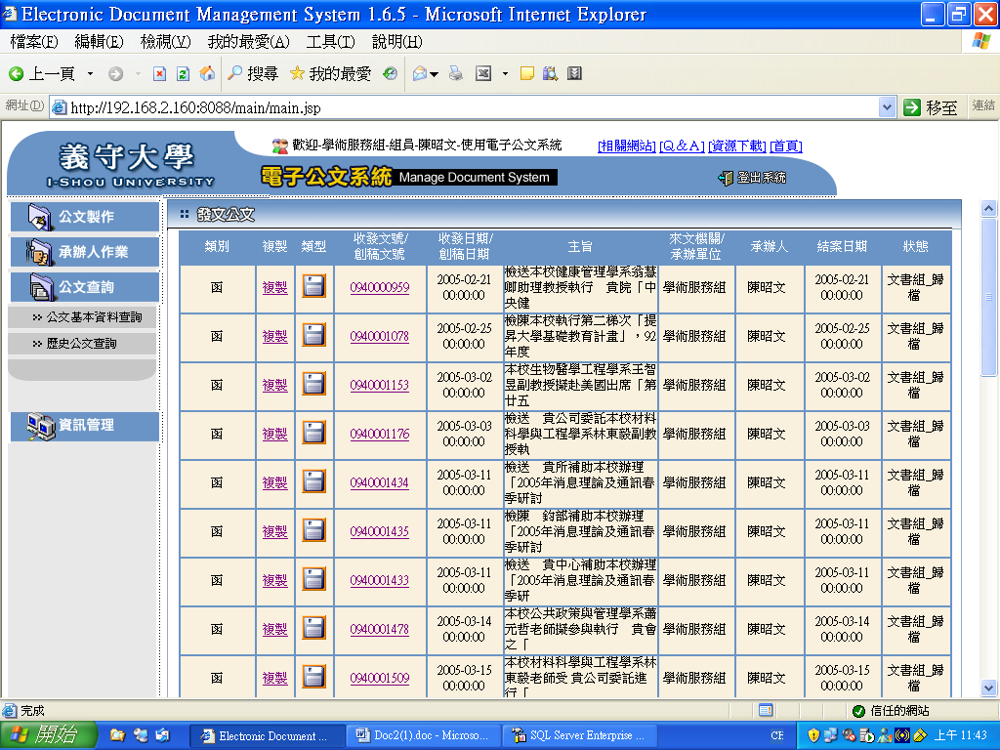 Electronic Document Management System 1.6.5 - Microsoft Internet Explorer
檔案(F) 編輯(E) 檢視(V) 我的最愛(A) 工具(T) 說明(H)
上一頁 搜尋 我的最愛
網址(D) http://192.168.2.160:8088/main/main.jsp 移至 連結
義守大學
I-SHOU UNIVERSITY
歡迎-學術服務組-組員-陳昭文-使用電子公文系統 [相關網站] [Q&A] [資源下載] [首頁]
電子公文系統 Manage Document System 登出系統
公文製作
承辦人作業
公文查詢
公文基本資料查詢
歷史公文查詢
資訊管理
發文公文
類別 複製 類型 收發文號/ 收發日期/ 主旨 來文機關/ 承辦人 結案日期 狀態
創稿文號 創稿日期 承辦單位
函 複製 0940000959 2005-02-21 00:00:00 檢送本校健康管理學系翁慧 學術服務組 陳昭文 2005-02-21 00:00:00 文書組_歸檔
卿助理教授執行 貴院「中
央健
函 複製 0940001078 2005-02-25 00:00:00 檢陳本校執行第二梯次「提 學術服務組 陳昭文 2005-02-25 00:00:00 文書組_歸檔
昇大學基礎教育計畫」，92
年度
函 複製 0940001153 2005-03-02 00:00:00 本校生物醫學工程學系王智 學術服務組 陳昭文 2005-03-02 00:00:00 文書組_歸檔
昱副教授擬赴美國出席「第
廿五
函 複製 0940001176 2005-03-03 00:00:00 檢送 貴公司委託本校材料 學術服務組 陳昭文 2005-03-03 00:00:00 文書組_歸檔
科學與工程學系林東毅副教
授執
函 複製 0940001434 2005-03-11 00:00:00 檢送 貴所補助本校辦理 學術服務組 陳昭文 2005-03-11 00:00:00 文書組_歸檔
「2005年消息理論及通訊春
季研討
函 複製 0940001435 2005-03-11 00:00:00 檢陳 鈞部補助本校辦理 學術服務組 陳昭文 2005-03-11 00:00:00 文書組_歸檔
「2005年消息理論及通訊春
季研討
函 複製 0940001433 2005-03-11 00:00:00 檢送 貴中心補助本校辦理 學術服務組 陳昭文 2005-03-11 00:00:00 文書組_歸檔
「2005年消息理論及通訊春
季研
函 複製 0940001478 2005-03-14 00:00:00 本校公共政策與管理學系蕭 學術服務組 陳昭文 2005-03-14 00:00:00 文書組_歸檔
元哲老師擬參與執行 貴會
之「
函 複製 0940001509 2005-03-15 00:00:00 本校材料科學與工程學系林 學術服務組 陳昭文 2005-03-15 00:00:00 文書組_歸檔
東毅老師受 貴公司委託進
行「
完成 信任的網站
開始 Electronic Document ... Doc2(1).doc - Microso... SQL Server Enterprise ... CH 上午 11:43